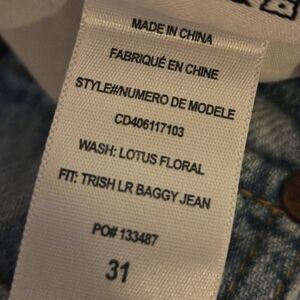 MADE IN CHINA
FABRIQUÉ EN CHINE
STYLE#/NUMERO DE MODELE
CD406117103
WASH: LOTUS FLORAL
FIT: TRISH LR BAGGY JEAN
PO# 133487
31